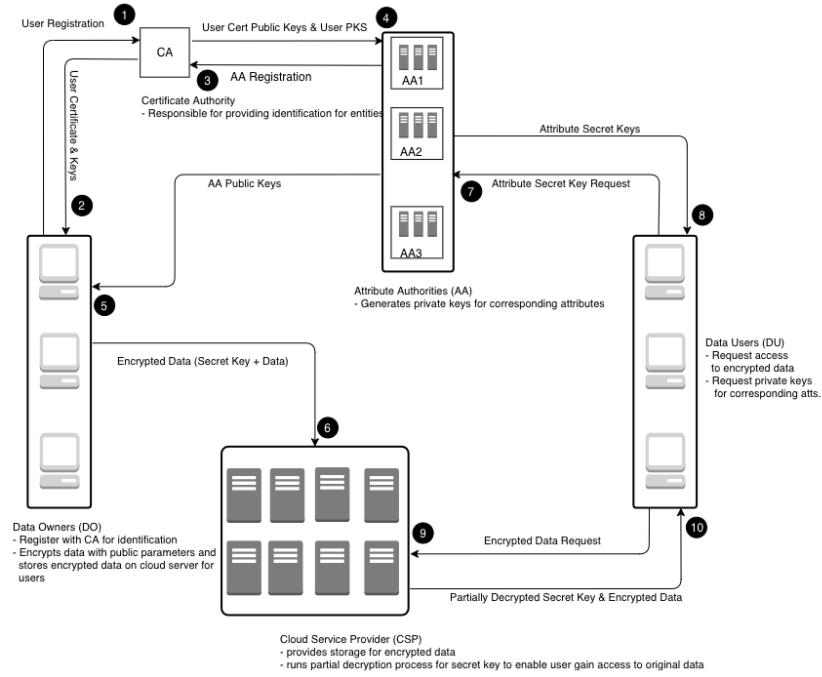 User Registration
1
CA
User Cert Public Keys & User PKS
4
3
AA Registration
AA1
Certificate Authority
- Responsible for providing identification for entities
User Certificate & Keys
AA2
Attribute Secret Keys
AA Public Keys
7
Attribute Secret Key Request
2
8
AA3
5
Attribute Authorities (AA)
- Generates private keys for corresponding attributes
Encrypted Data (Secret Key + Data)
Data Users (DU)
- Request access
to encrypted data
- Request private keys
for corresponding atts.
6
Data Owners (DO)
- Register with CA for identification
- Encrypts data with public parameters and
stores encrypted data on cloud server for
users
9
Encrypted Data Request
10
Partially Decrypted Secret Key & Encrypted Data
Cloud Service Provider (CSP)
- provides storage for encrypted data
- runs partial decryption process for secret key to enable user gain access to original data